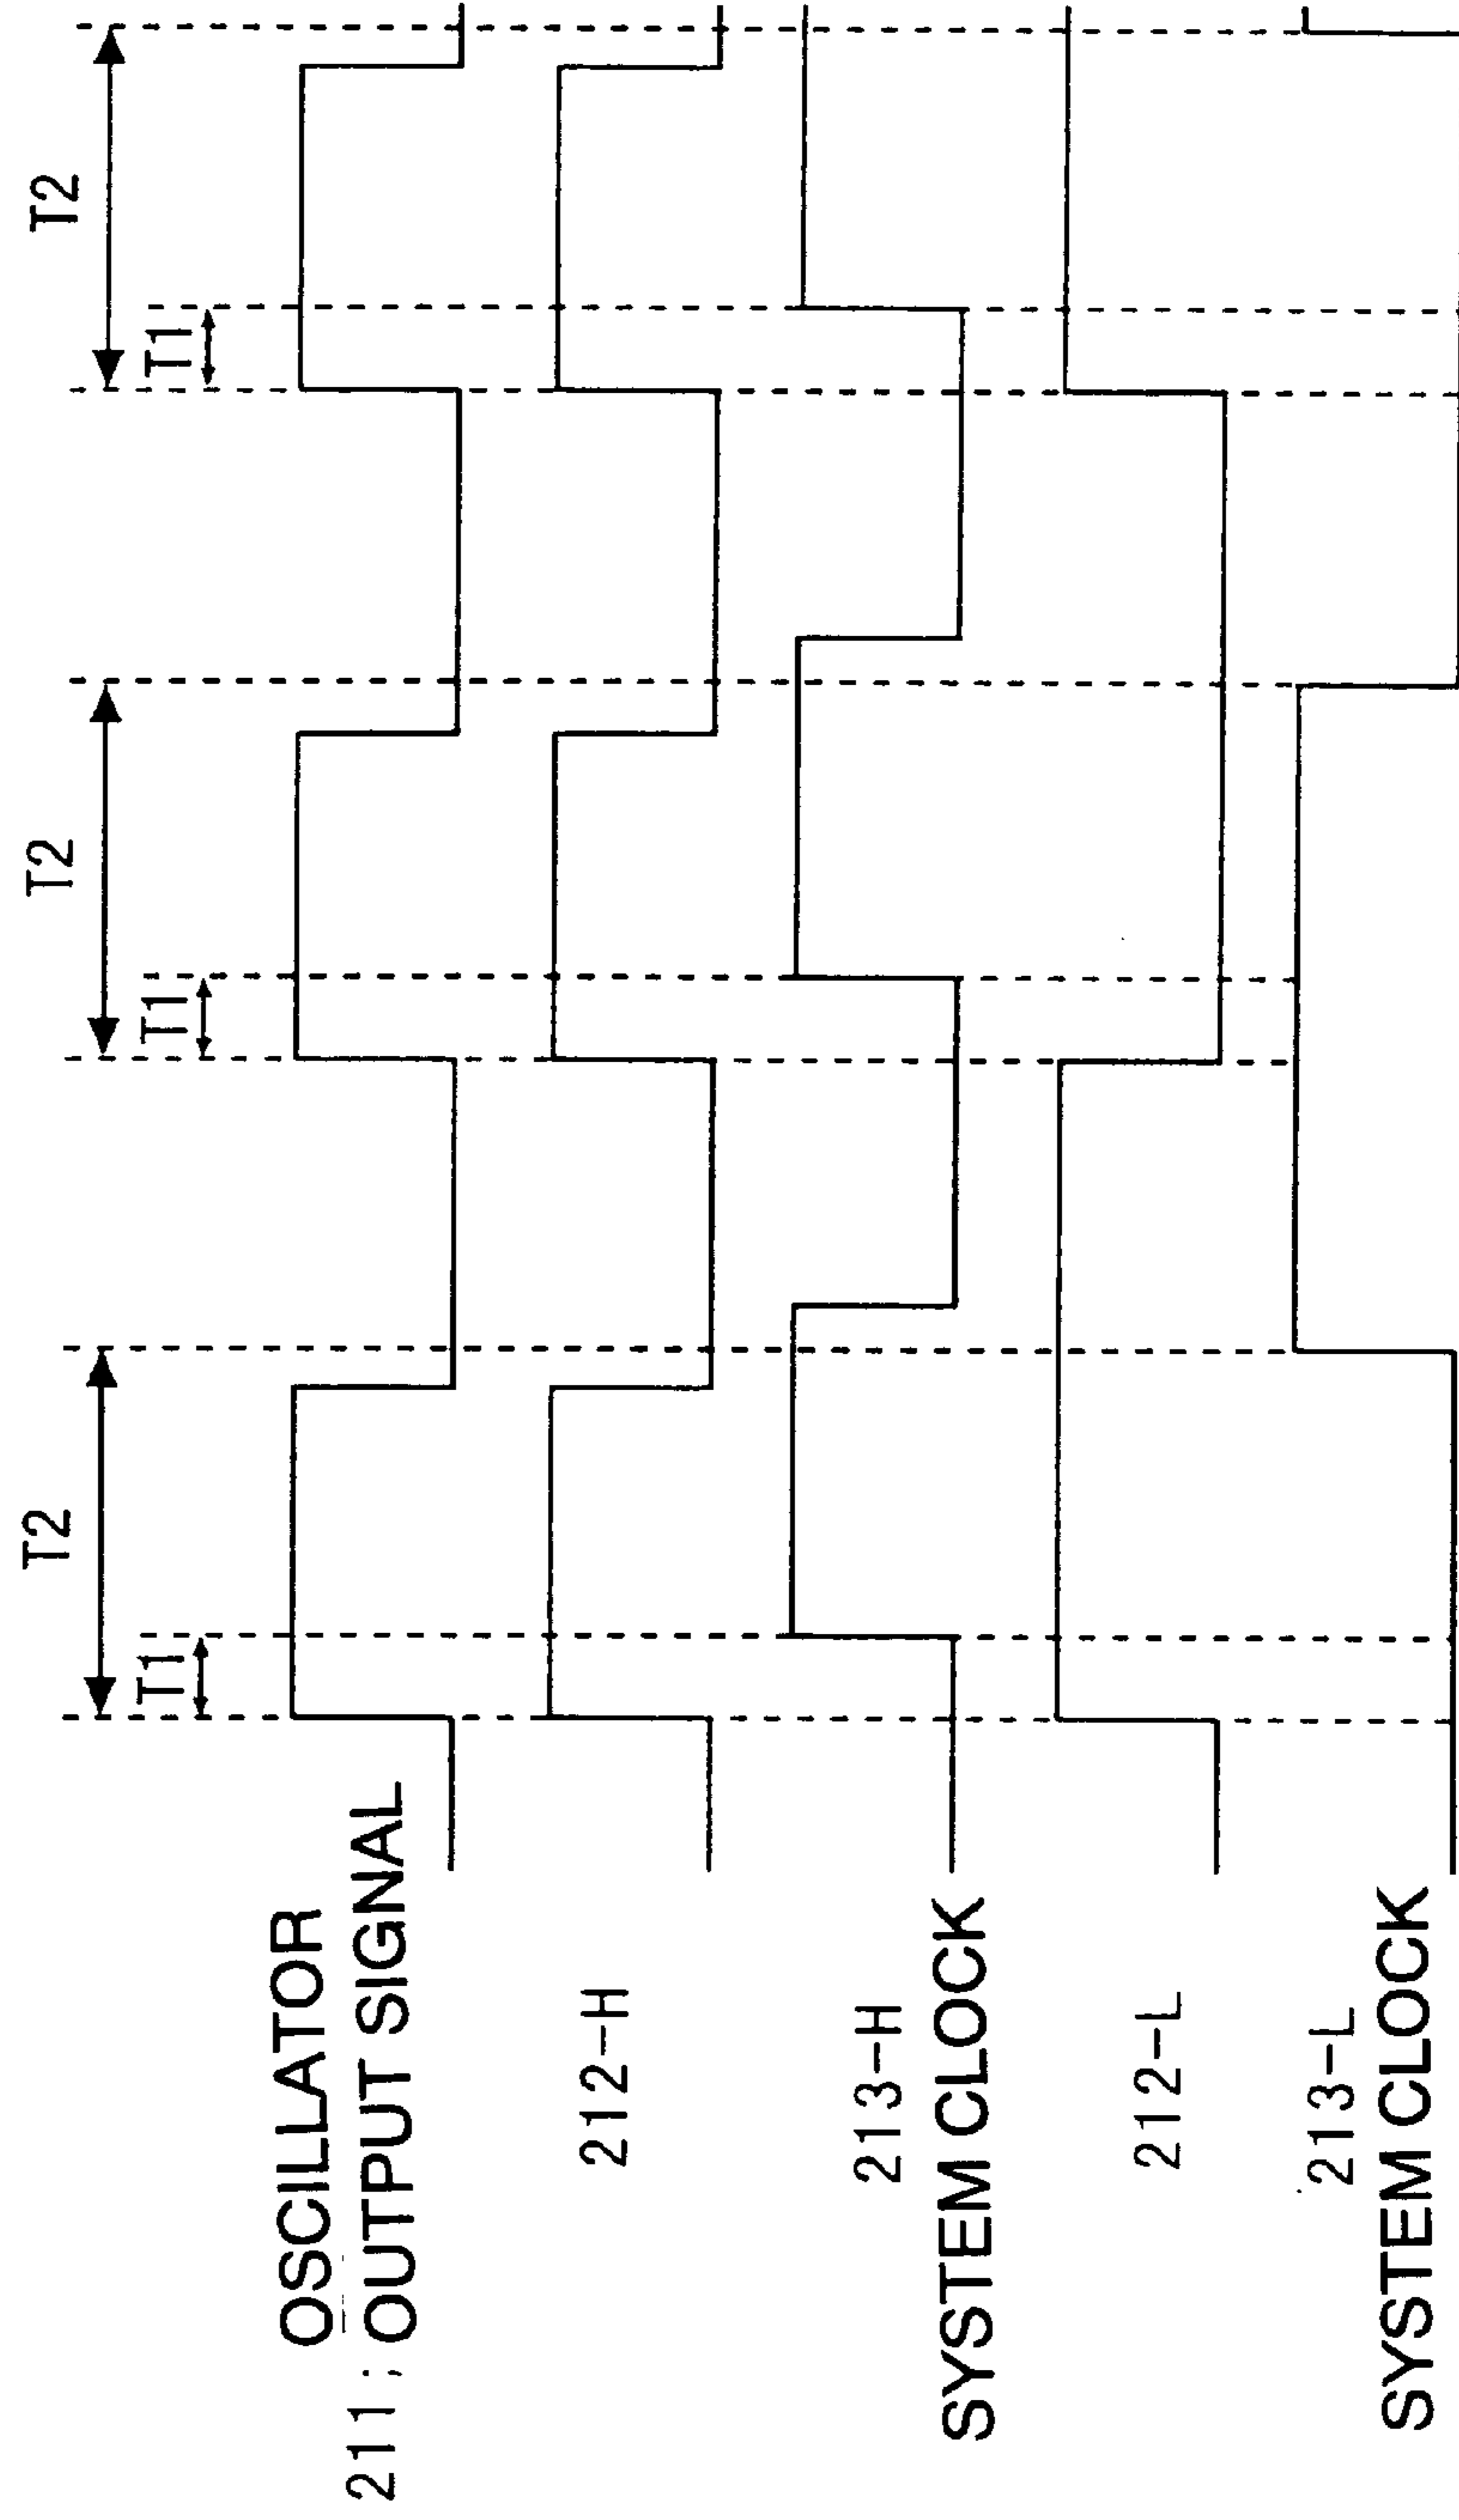 T1
T2
T1
T2
T1
T2
OSCILLATOR
211 ; OUTPUT SIGNAL
212-H
213-H
SYSTEM CLOCK
212-L
213-L
SYSTEM CLOCK